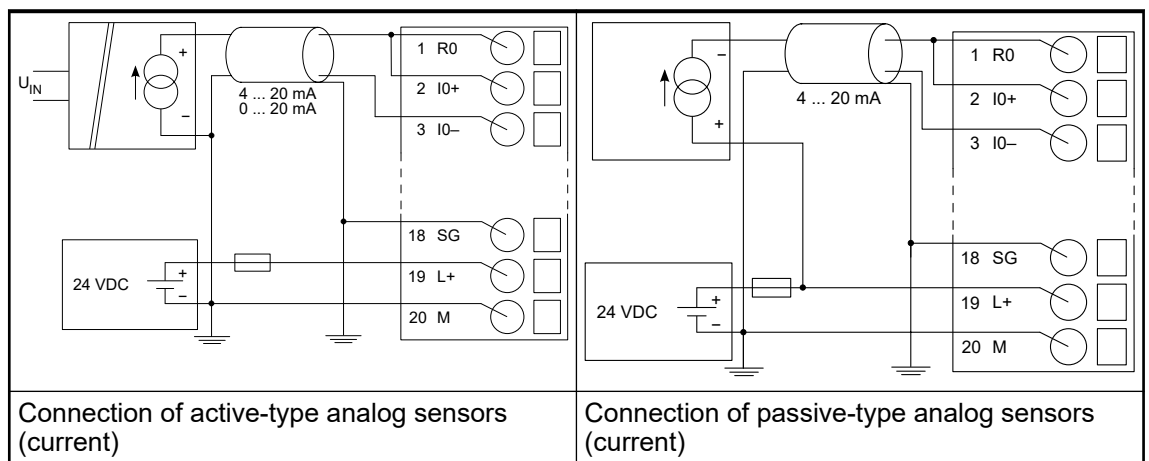 U_IN
+
–
4 ... 20 mA
0 ... 20 mA
1 R0
2 I0+
3 I0–
18 SG
19 L+
20 M
24 VDC
+
–
–
+
4 ... 20 mA
1 R0
2 I0+
3 I0–
18 SG
19 L+
20 M
24 VDC
+
–
Connection of active-type analog sensors
(current)
Connection of passive-type analog sensors
(current)